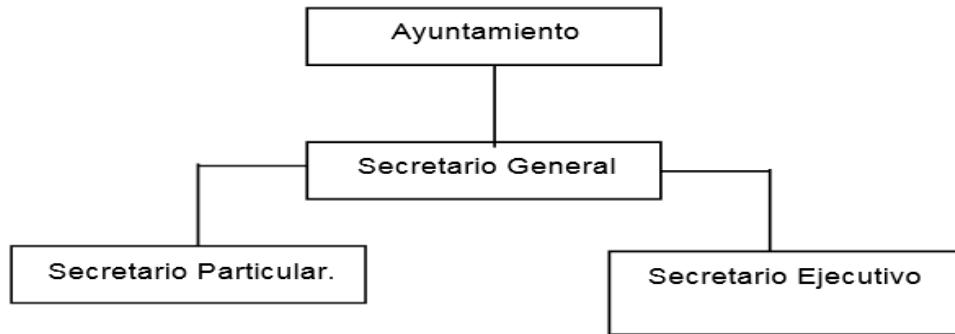 Ayuntamiento
Secretario General
Secretario Particular.
Secretario Ejecutivo